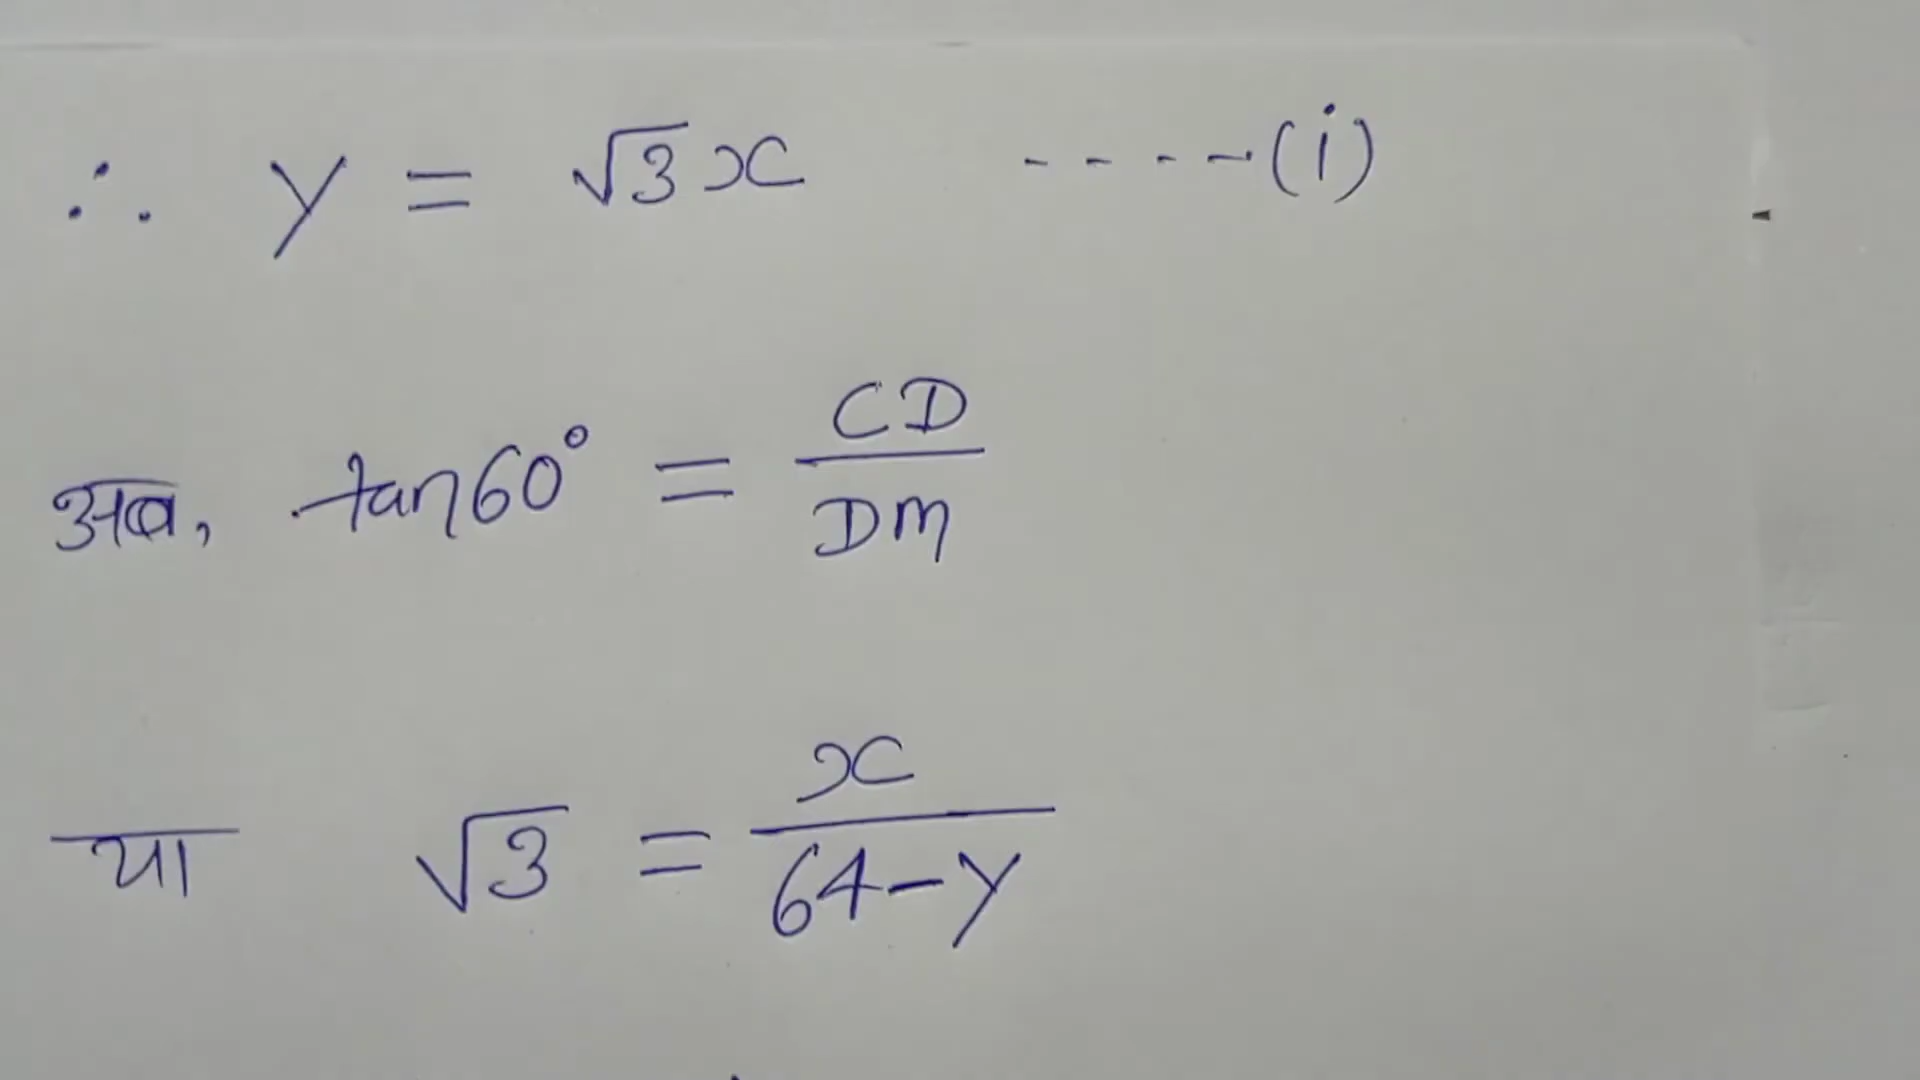 ∴ y = √3 x ----(i)
अब, tan60° = CD/DM
या √3 = x/64-y